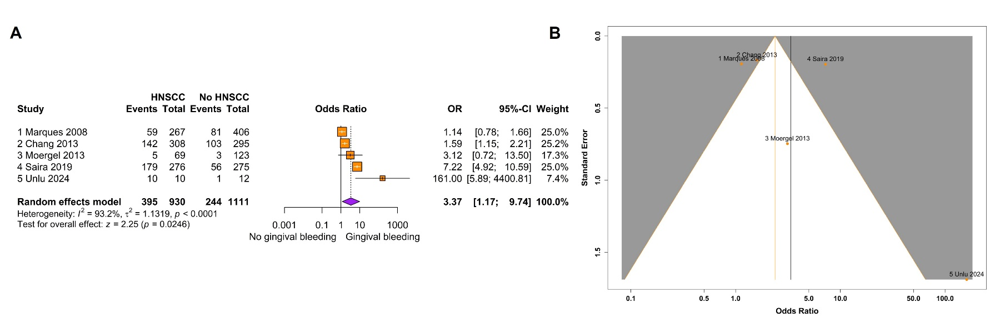 A
HNSCC No HNSCC
Study Events Total Events Total Odds Ratio OR 95%-CI Weight
1 Marques 2008 59 267 81 406 1.14 [0.78; 1.66] 25.0%
2 Chang 2013 142 308 103 295 1.59 [1.15; 2.21] 25.2%
3 Moergel 2013 5 69 3 123 3.12 [0.72; 13.50] 17.3%
4 Saira 2019 179 276 56 275 7.22 [4.92; 10.59] 25.0%
5 Unlu 2024 10 10 1 12 161.00 [5.89; 4400.81] 7.4%
Random effects model 395 930 244 1111 3.37 [1.17; 9.74] 100.0%
Heterogeneity: I² = 93.2%, τ² = 1.1319, p < 0.0001
Test for overall effect: z = 2.25 (p = 0.0246)
0.001 0.1 1 10 1000
No gingival bleeding Gingival bleeding
B
Standard Error
0.0
0.5
1.0
1.5
2 Chang 2013
1 Marques 2008
4 Saira 2019
3 Moergel 2013
5 Unlu 2024
0.1 0.5 1.0 5.0 10.0 50.0 100.0
Odds Ratio